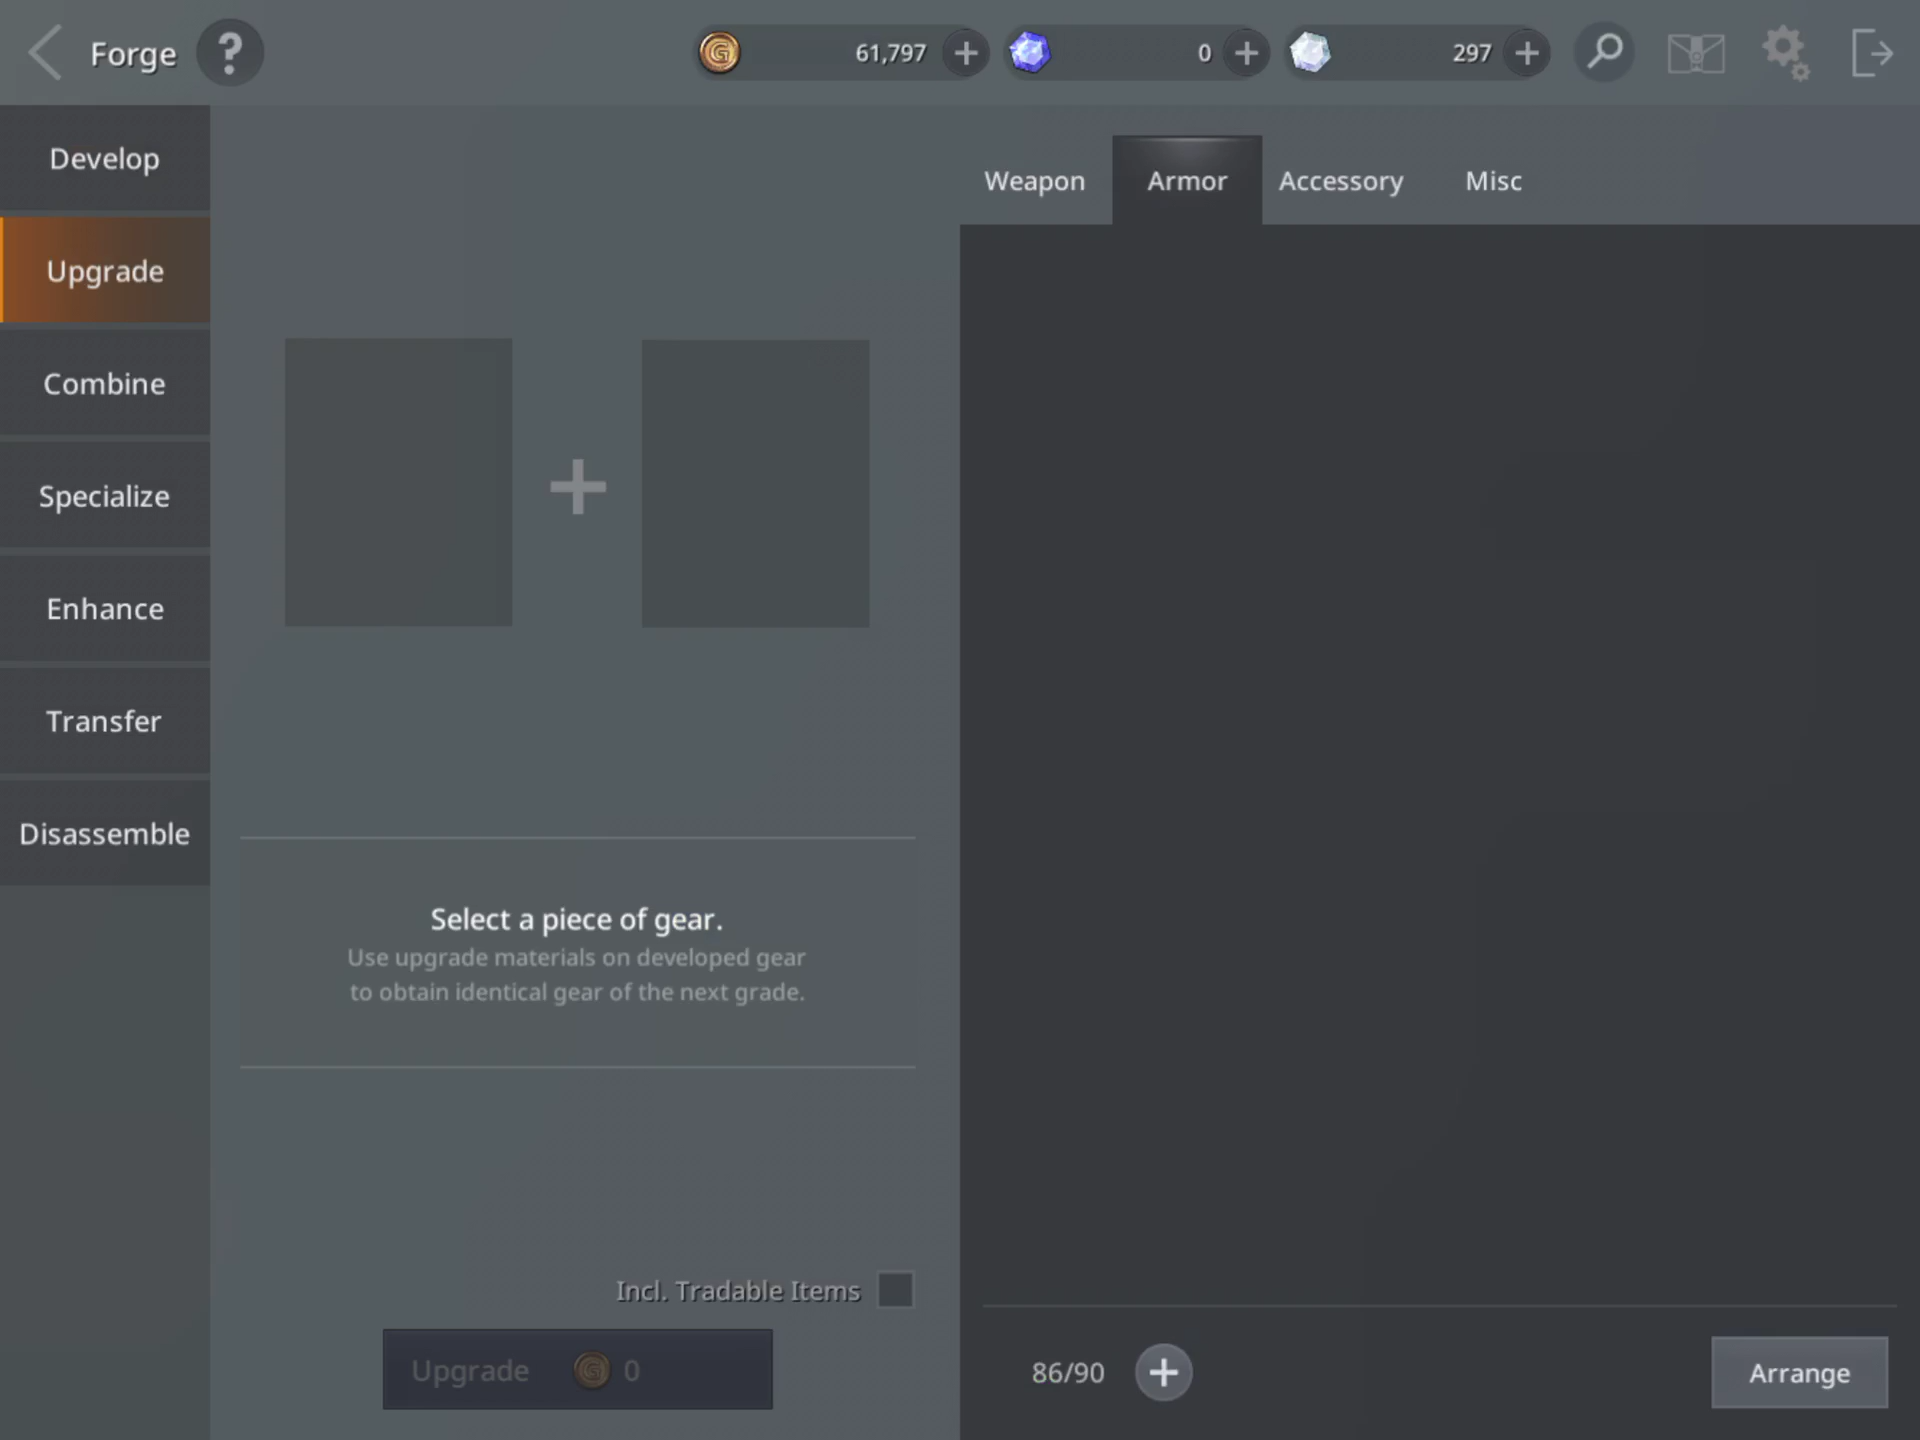 Forge
?
61,797
0
297
Develop
Upgrade
Combine
Specialize
Enhance
Transfer
Disassemble
Weapon
Armor
Accessory
Misc
Select a piece of gear.
Use upgrade materials on developed gear
to obtain identical gear of the next grade.
Incl. Tradable Items
Upgrade G 0
86/90
Arrange